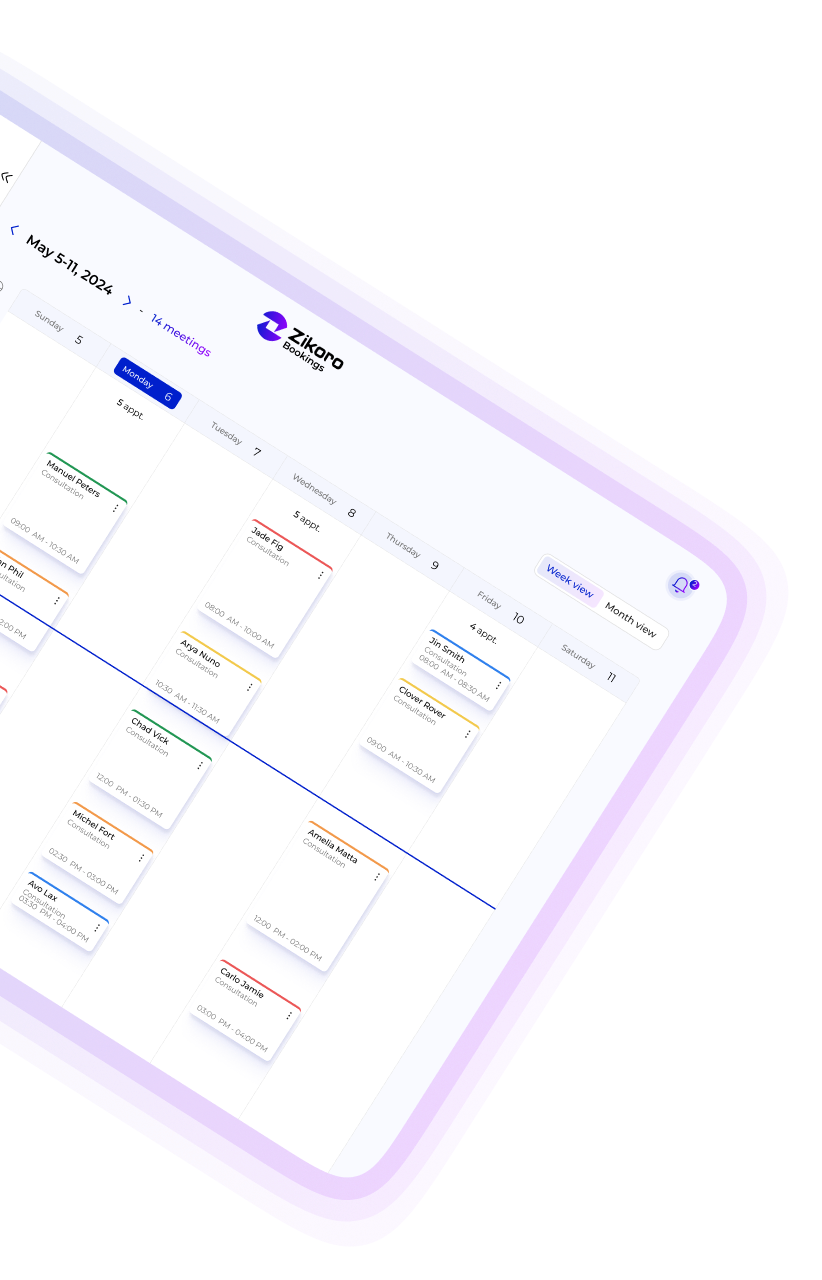 May 5-11, 2024
-
14 meetings
Zikoro
Bookings
Week view
Month view
Sunday 5
Monday 6
Tuesday 7
Wednesday 8
Thursday 9
Friday 10
Saturday 11
5 appt.
5 appt.
4 appt.
Manuel Peters
Consultation
09:00 AM - 10:30 AM
Phil
Jade Fig
Consultation
08:00 AM - 10:00 AM
Arya Nuno
Consultation
10:30 AM - 11:30 AM
Chad Vick
Consultation
12:00 PM - 01:30 PM
Michel Fort
Consultation
02:30 PM - 03:00 PM
Avo Lax
Consultation
03:30 PM - 04:00 PM
Jin Smith
Consultation
08:00 AM - 08:30 AM
Clover Rover
Consultation
09:00 AM - 10:30 AM
Amelia Matta
Consultation
12:00 PM - 02:00 PM
Carlo Jamie
Consultation
03:00 PM - 04:00 PM